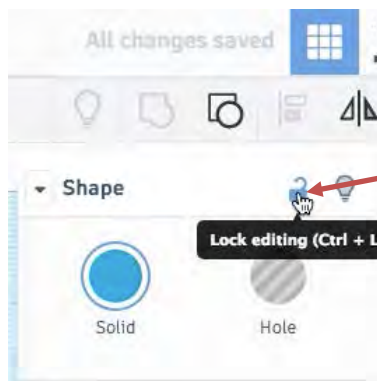 All changes saved
Shape
Lock editing (Ctrl + L
Solid
Hole